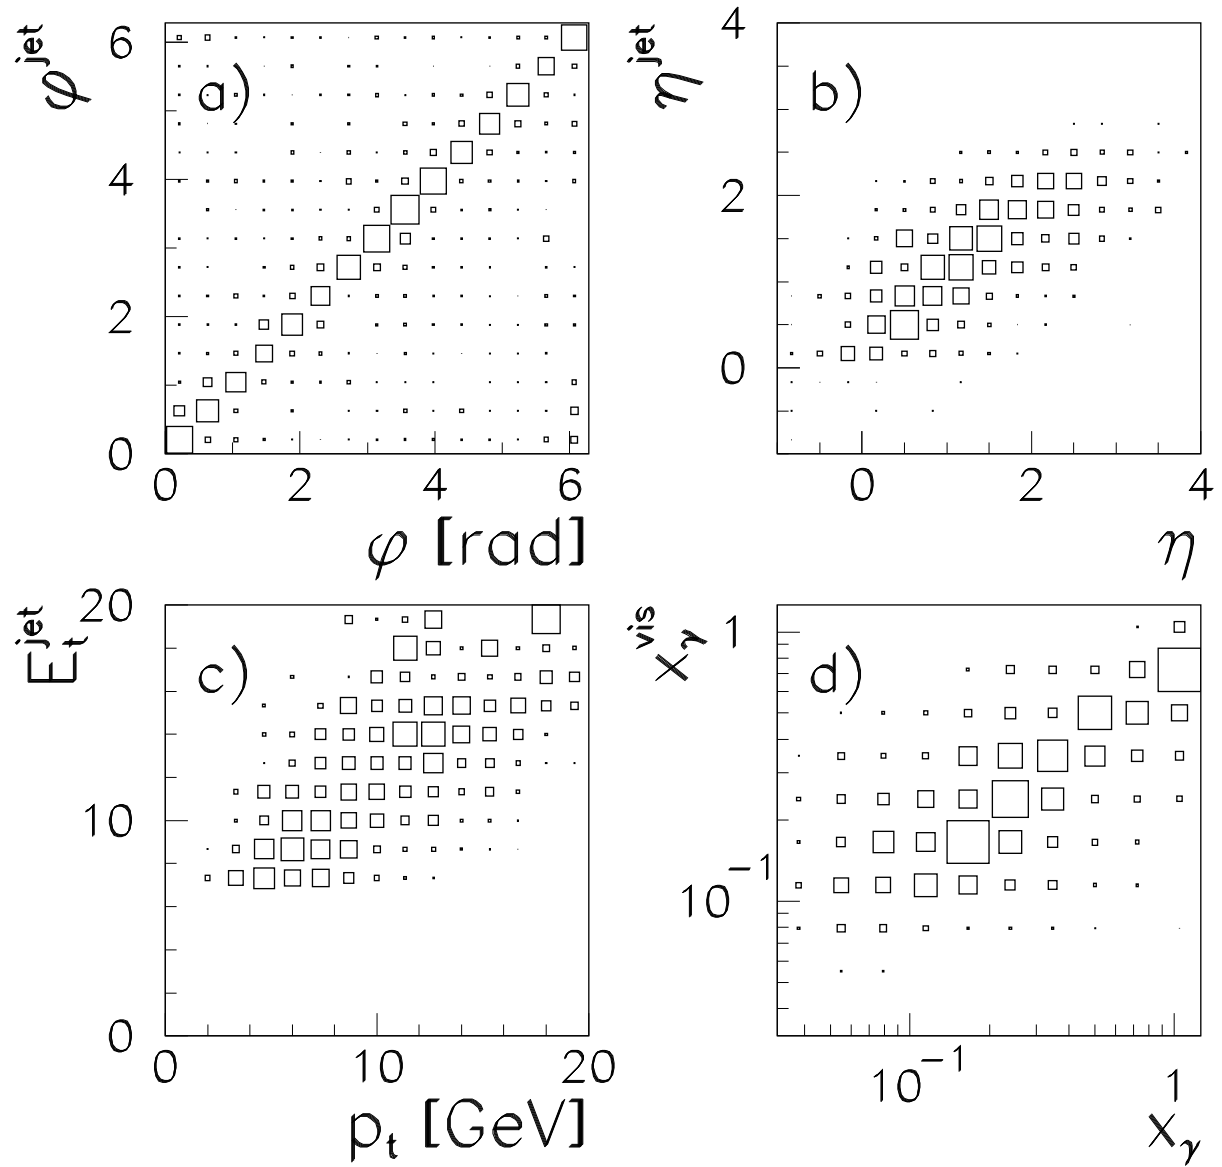 φ^jet
6
4
2
0
a)
0 2 4 6
φ [rad]
η^jet
4
2
0
b)
0 2 4
η
E_t^jet
20
10
0
c)
0 10 20
p_t [GeV]
x_γ^vis
1
10^-1
d)
10^-1 1
x_γ